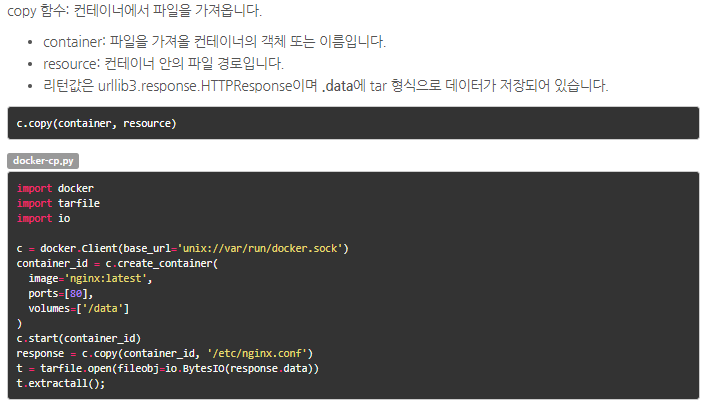 copy 함수: 컨테이너에서 파일을 가져옵니다.
• container: 파일을 가져올 컨테이너의 객체 또는 이름입니다.
• resource: 컨테이너 안의 파일 경로입니다.
• 리턴값은 urllib3.response.HTTPResponse이며 .data에 tar 형식으로 데이터가 저장되어 있습니다.
c.copy(container, resource)
docker-cp.py
import docker
import tarfile
import io
c = docker.Client(base_url='unix://var/run/docker.sock')
container_id = c.create_container(
  image='nginx:latest',
  ports=[80],
  volumes=['/data']
)
c.start(container_id)
response = c.copy(container_id, '/etc/nginx.conf')
t = tarfile.open(fileobj=io.BytesIO(response.data))
t.extractall();